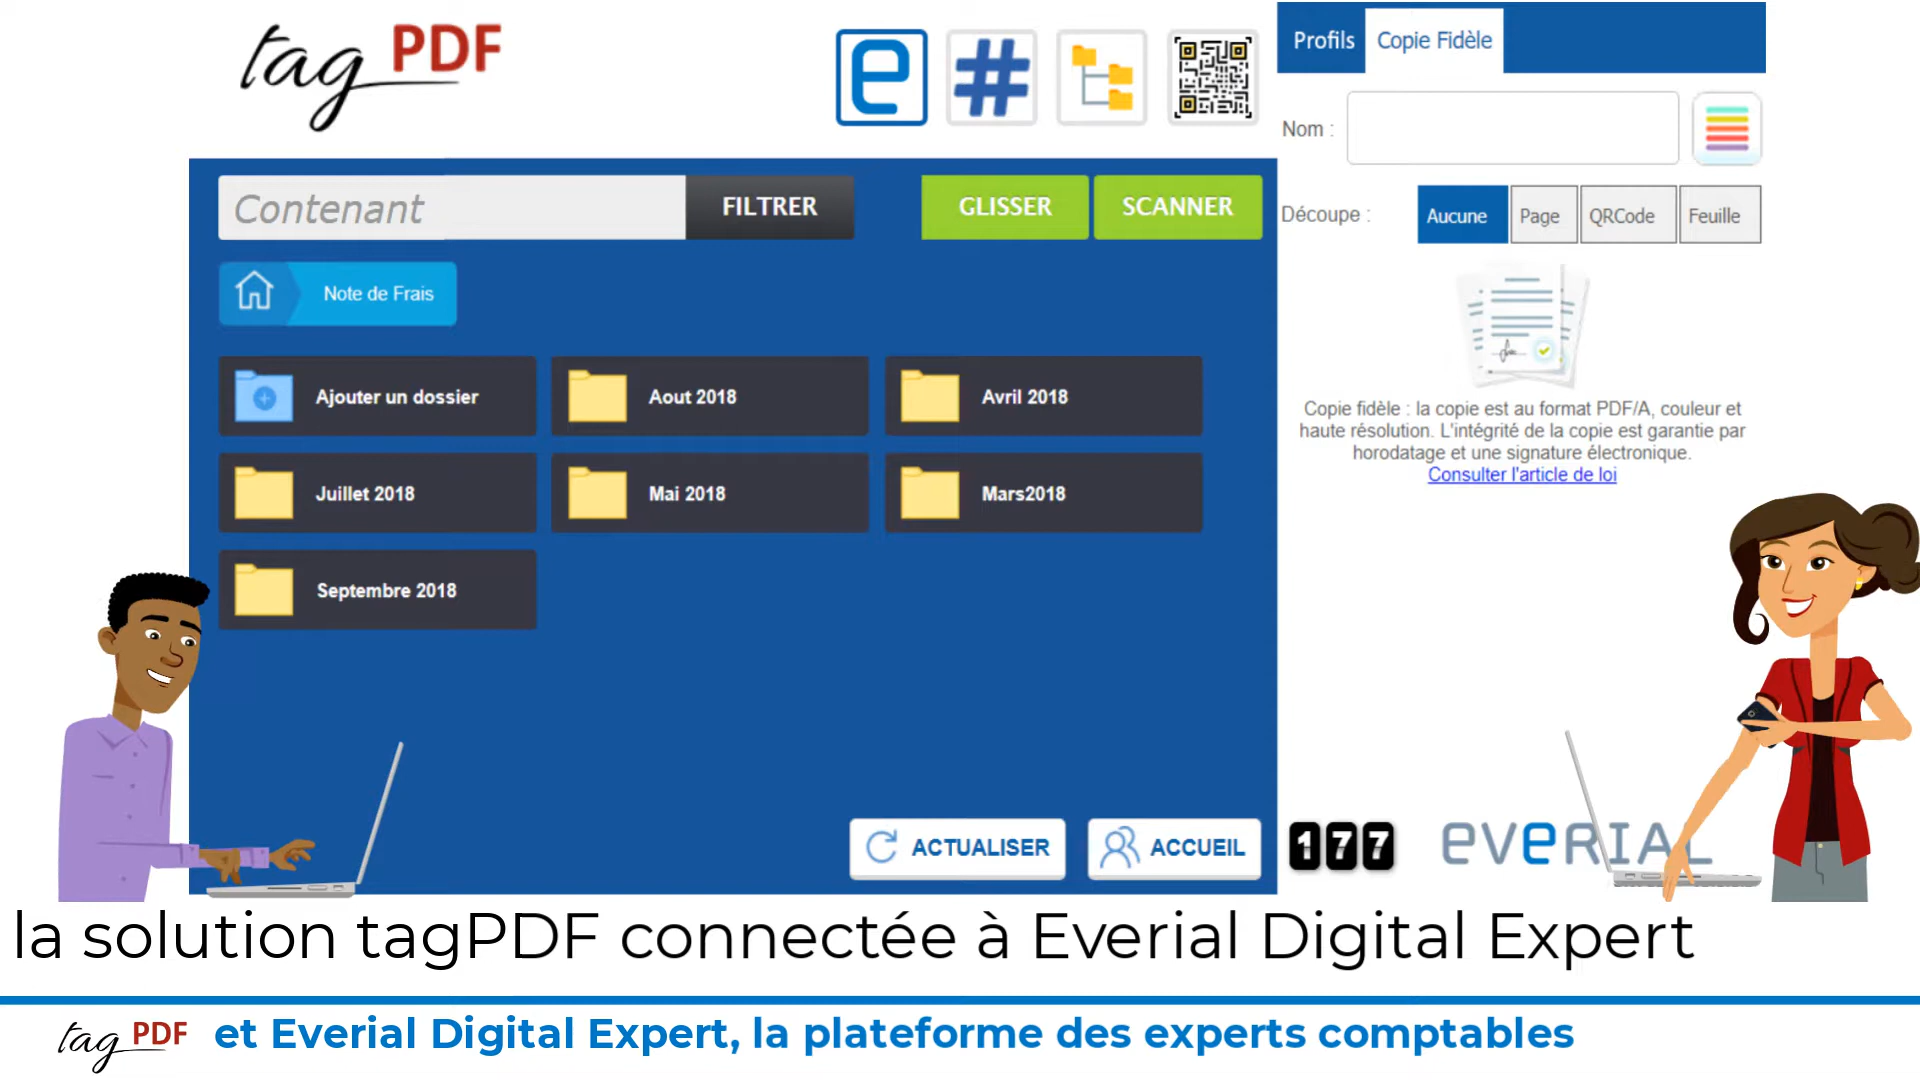 tag PDF
#
Profils
Copie Fidèle
Nom :
Contenant
FILTRER
GLISSER
SCANNER
Découpe :
Aucune
Page
QRCode
Feuille
Note de Frais
Ajouter un dossier
Aout 2018
Avril 2018
Juillet 2018
Mai 2018
Mars2018
Septembre 2018
Copie fidèle : la copie est au format PDF/A, couleur et
haute résolution. L'intégrité de la copie est garantie par
horodatage et une signature électronique.
Consulter l'article de loi
ACTUALISER
ACCUEIL
177
eVeRIAL
la solution tagPDF connectée à Everial Digital Expert
tag PDF
et Everial Digital Expert, la plateforme des experts comptables